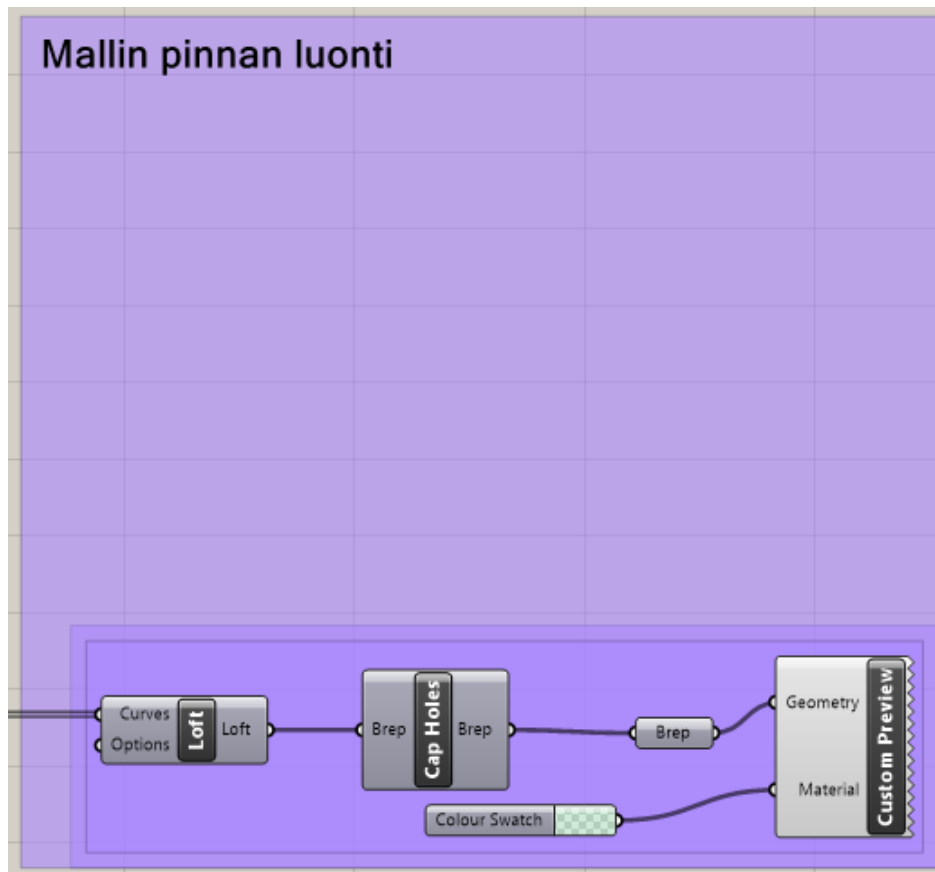 Mallin pinnan luonti
Curves
Options
Loft
Loft
Brep
Cap Holes
Brep
Brep
Colour Swatch
Geometry
Material
Custom Preview